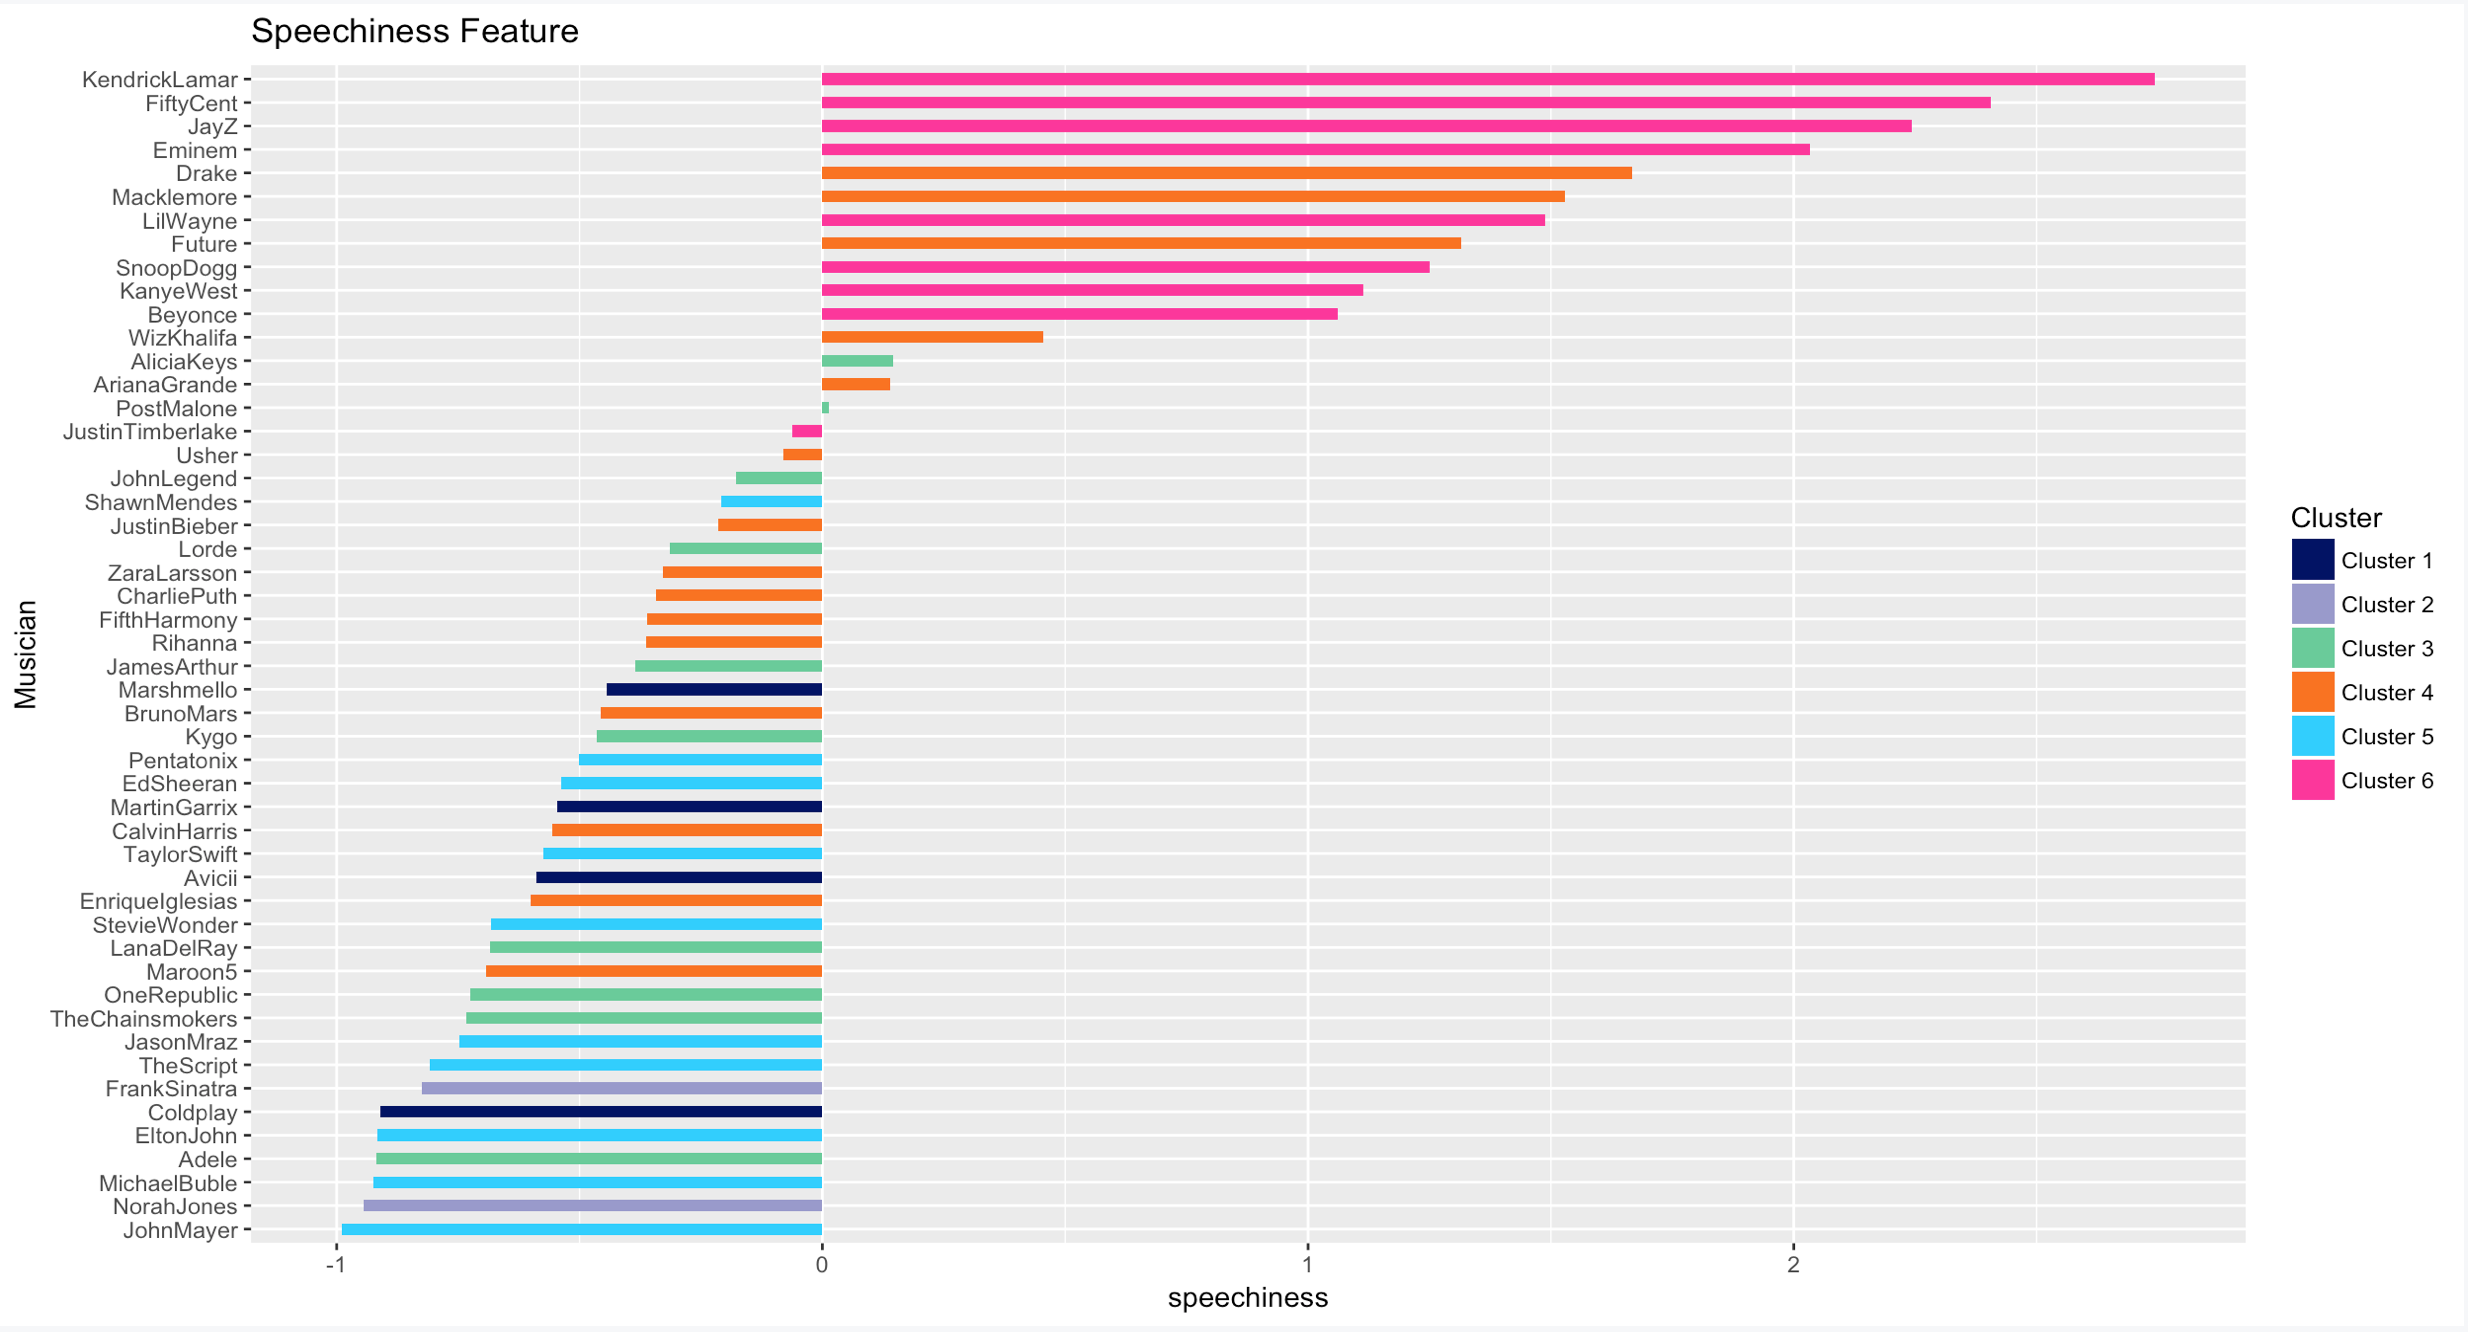 Speechiness Feature
KendrickLamar
FiftyCent
JayZ
Eminem
Drake
Macklemore
LilWayne
Future
SnoopDogg
KanyeWest
Beyonce
WizKhalifa
AliciaKeys
ArianaGrande
PostMalone
JustinTimberlake
Usher
JohnLegend
ShawnMendes
JustinBieber
Lorde
ZaraLarsson
CharliePuth
FifthHarmony
Rihanna
JamesArthur
Marshmello
BrunoMars
Kygo
Pentatonix
EdSheeran
MartinGarrix
CalvinHarris
TaylorSwift
Avicii
EnriqueIglesias
StevieWonder
LanaDelRay
Maroon5
OneRepublic
TheChainsmokers
JasonMraz
TheScript
FrankSinatra
Coldplay
EltonJohn
Adele
MichaelBuble
NorahJones
JohnMayer
Musician
-1 0 1 2
speechiness
Cluster
Cluster 1
Cluster 2
Cluster 3
Cluster 4
Cluster 5
Cluster 6